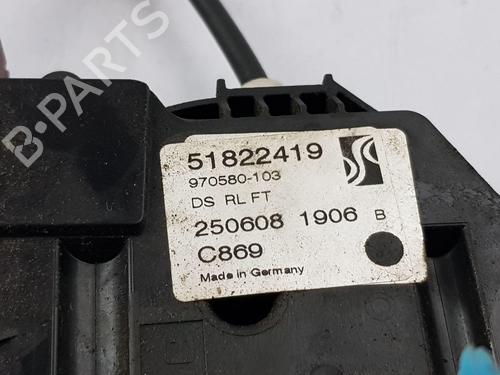 B-PARTS
51822419
970580-103
DS RL FT
250608 1906 B
C869
Made in Germany